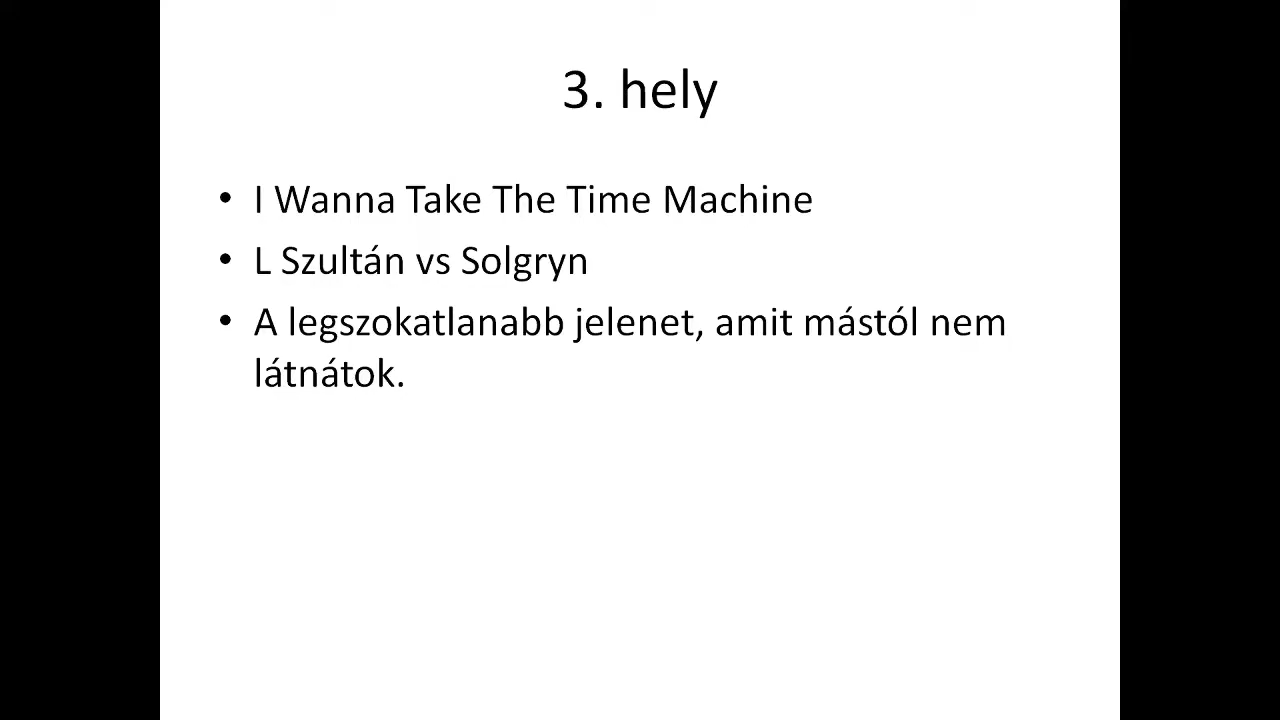 3. hely
• I Wanna Take The Time Machine
• L Szultán vs Solgryn
• A legszokatlanabb jelenet, amit mástól nem
látnátok.